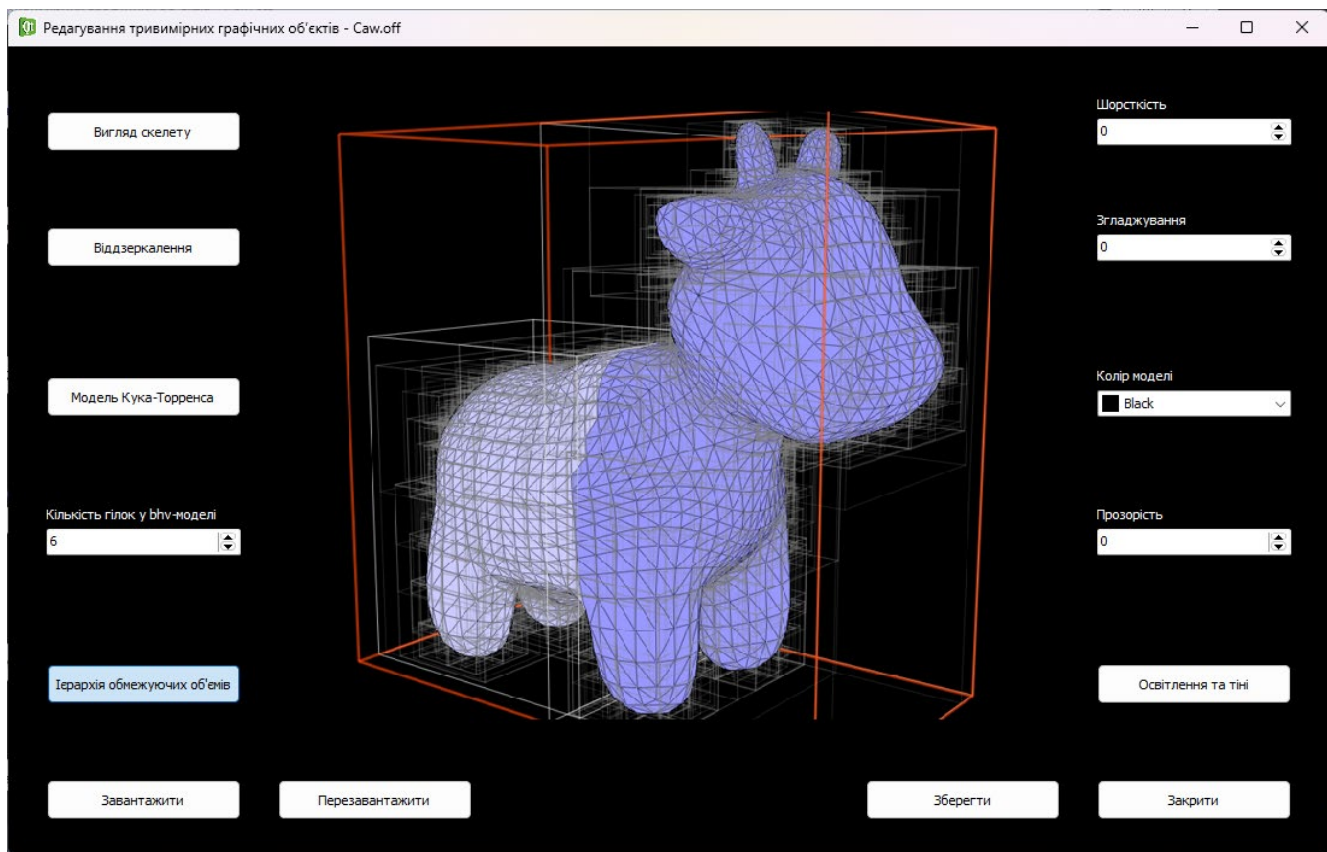 Редагування тривимірних графічних об’єктів - Caw.off
Вигляд скелету
Віддзеркалення
Модель Кука-Торренса
Кількість гілок у bhv-моделі
6
Ієрархія обмежуючих об'ємів
Завантажити
Перезавантажити
Шорсткість
0
Згладжування
0
Колір моделі
Black
Прозорість
0
Освітлення та тіні
Зберегти
Закрити